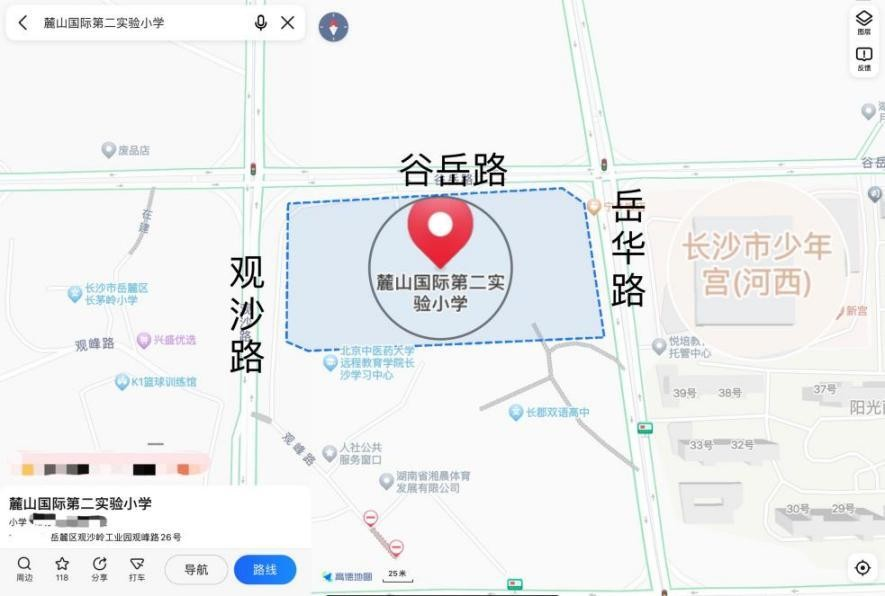 麓山国际第二实验小学
图层
反馈
废品店
谷岳路
谷岳
在建
岳华路
观沙路
长沙市少年
宫(河西)
麓山国际第二实
验小学
长沙市岳麓区
长茅岭小学
新宫
观峰路
兴盛优选
悦培教
托管中心
北京中医药大学
远程教育学院长
沙学习中心
K1篮球训练馆
39号
38号
37号
阳光
长郡双语高中
观峰路
人社公共
服务窗口
33号
32号
湖南省湘晨体育
发展有限公司
麓山国际第二实验小学
小学
30号
29号
岳麓区观沙岭工业园观峰路26号
周边
118
分享
打车
导航
路线
高德地图
25米